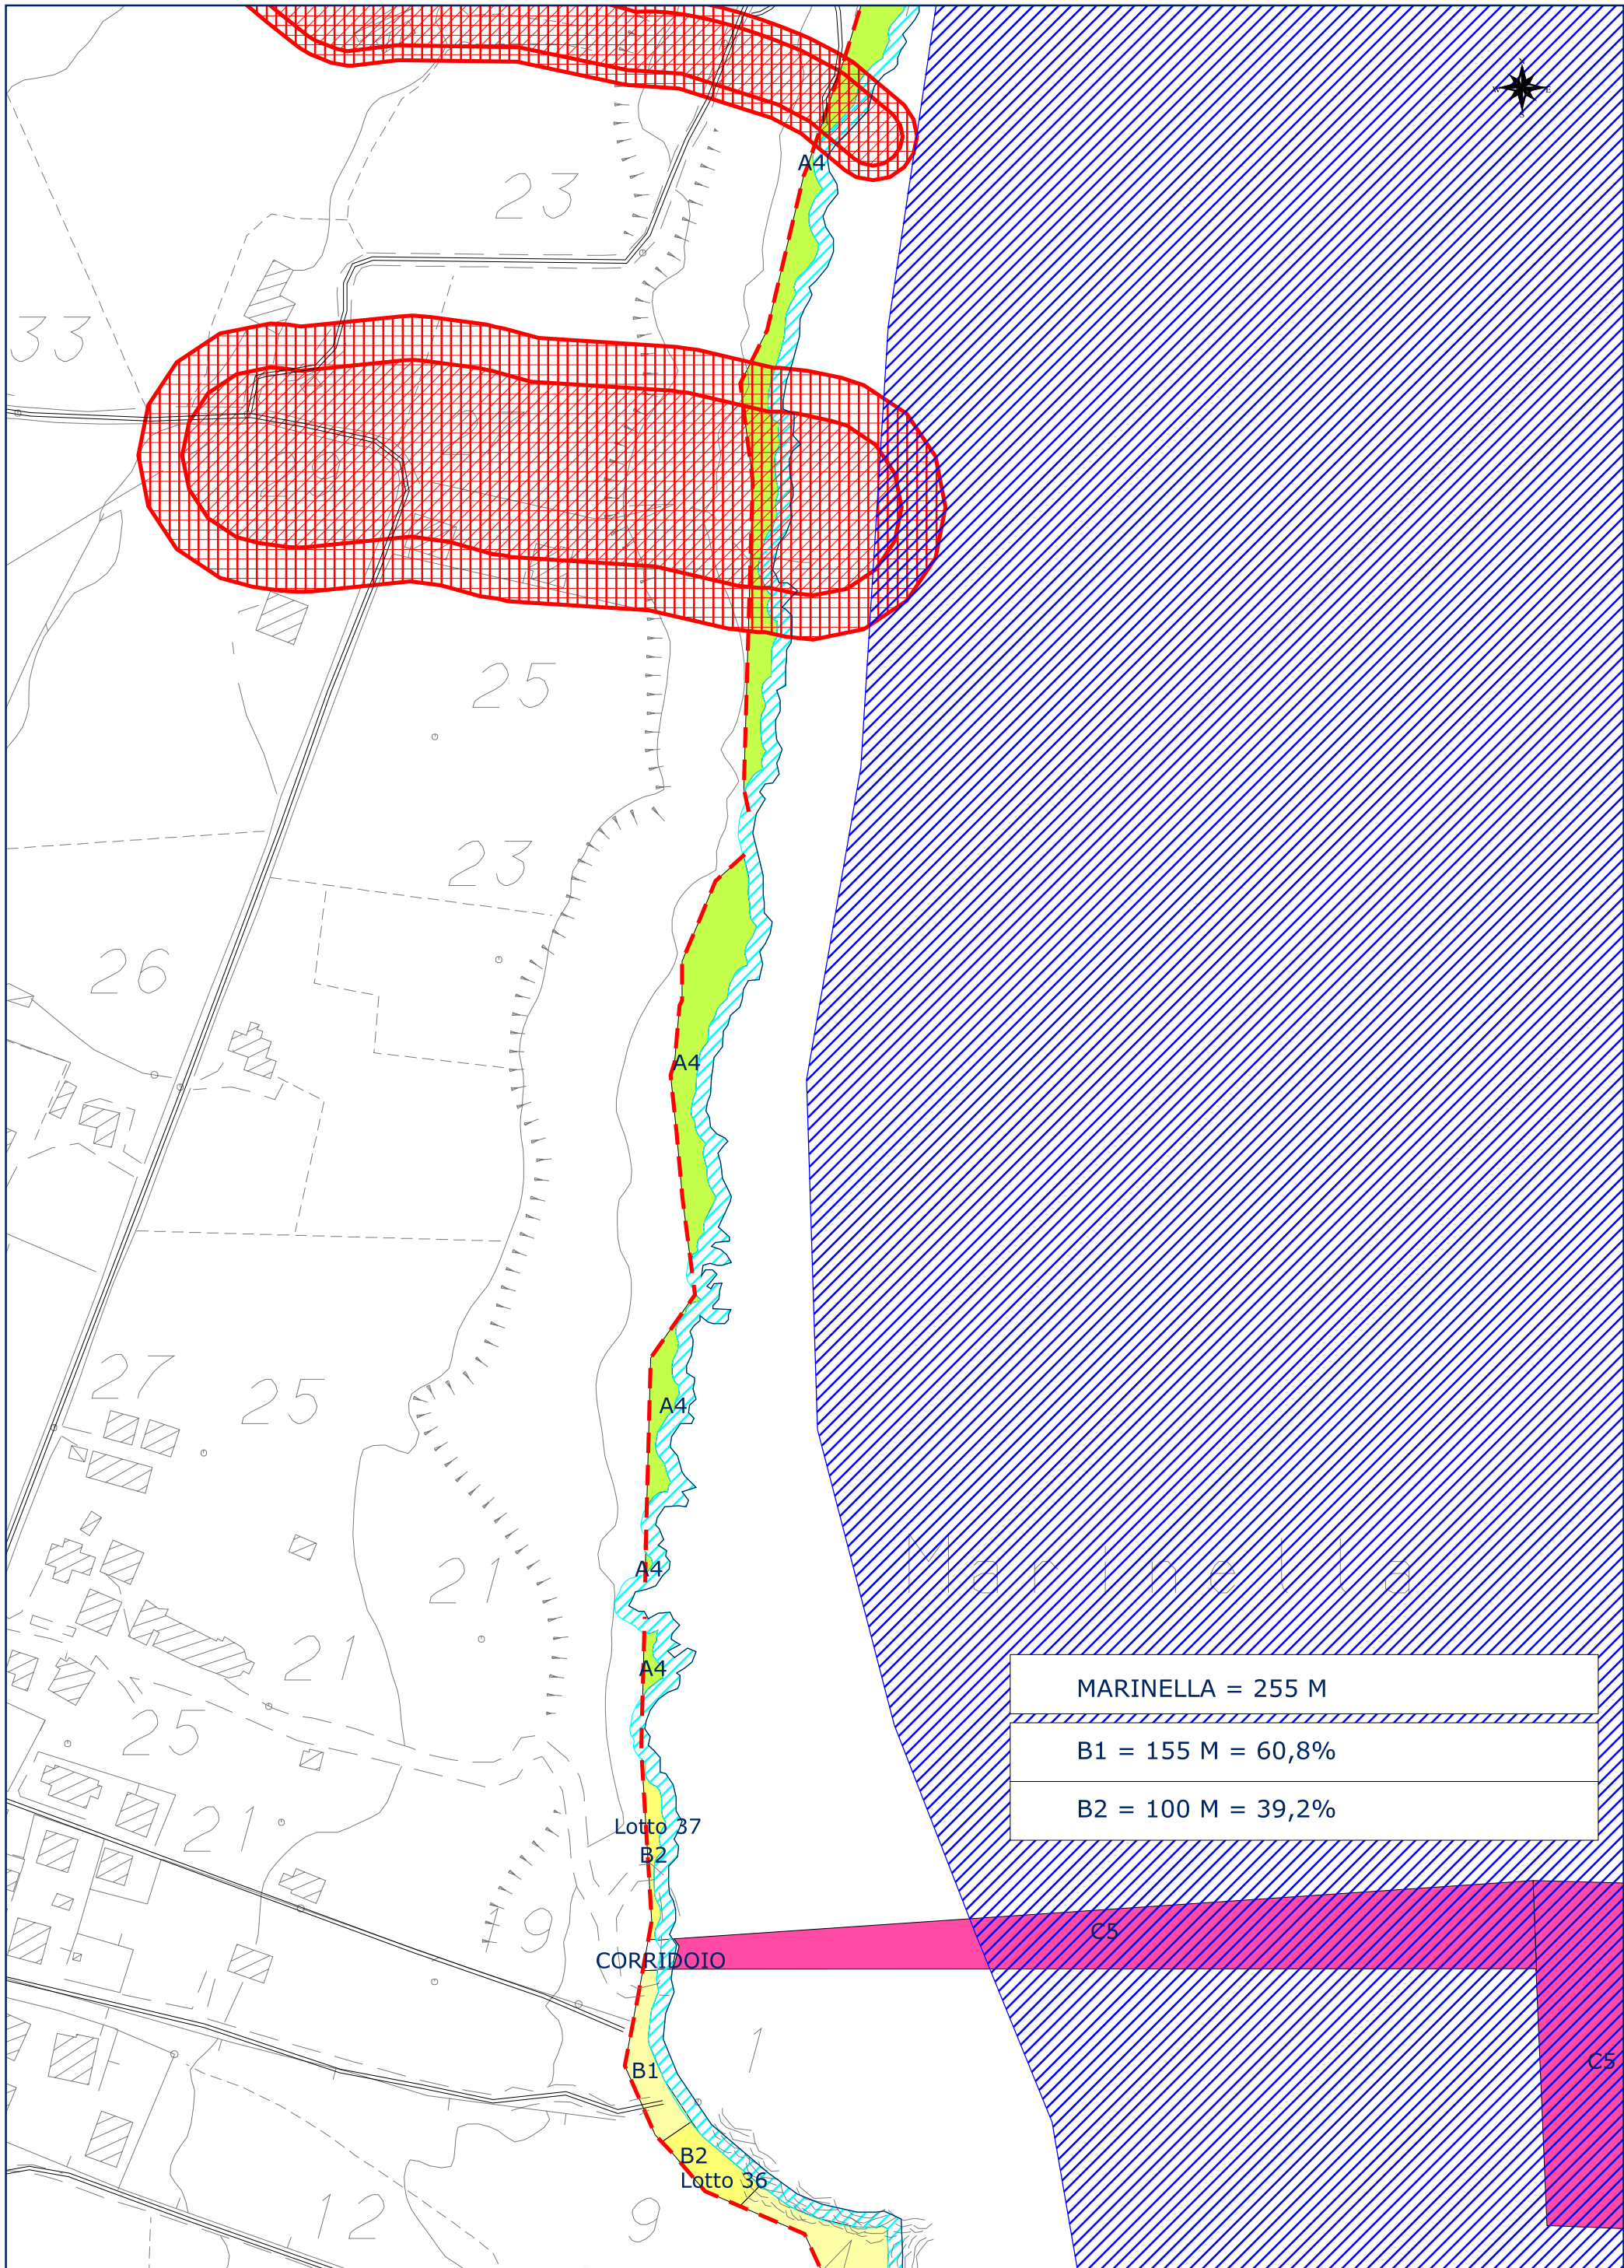 N
W E
S
A4
23
33
25
23
26
A4
27
25
A4
21
Marinella
A4
21
A4
MARINELLA = 255 M
25
B1 = 155 M = 60,8%
B2 = 100 M = 39,2%
21
Lotto 37
B2
19
C5
CORRIDOIO
1
C5
B1
B2
Lotto 36
12
9
1